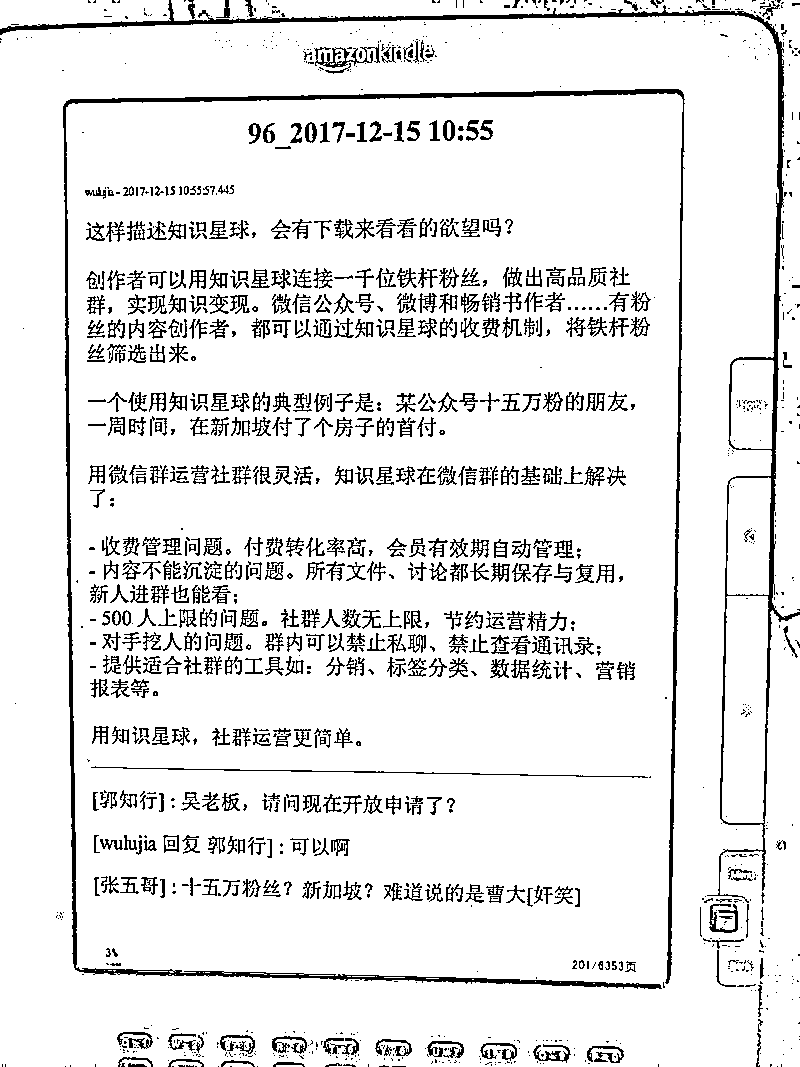 amazonkindle
96_2017-12-15 10:55
wulujia - 2017-12-15 10:55:57.445
这样描述知识星球，会有下载来看看的欲望吗？
创作者可以用知识星球连接一千位铁杆粉丝，做出高品质社
群，实现知识变现。微信公众号、微博和畅销书作者……有粉
丝的内容创作者，都可以通过知识星球的收费机制，将铁杆粉
丝筛选出来。
一个使用知识星球的典型例子是：某公众号十五万粉的朋友，
一周时间，在新加坡付了个房子的首付。
用微信群运营社群很灵活，知识星球在微信群的基础上解决
了：
- 收费管理问题。付费转化率高，会员有效期自动管理；
- 内容不能沉淀的问题。所有文件、讨论都长期保存与复用，
新人进群也能看；
- 500 人上限的问题。社群人数无上限，节约运营精力；
- 对手挖人的问题。群内可以禁止私聊、禁止查看通讯录；
- 提供适合社群的工具如：分销、标签分类、数据统计、营销
报表等。
用知识星球，社群运营更简单。
[郭知行]：吴老板，请问现在开放申请了？
[wulujia 回复 郭知行]：可以啊
[张五哥]：十五万粉丝？新加坡？难道说的是曹大[奸笑]
3%
201/6353页